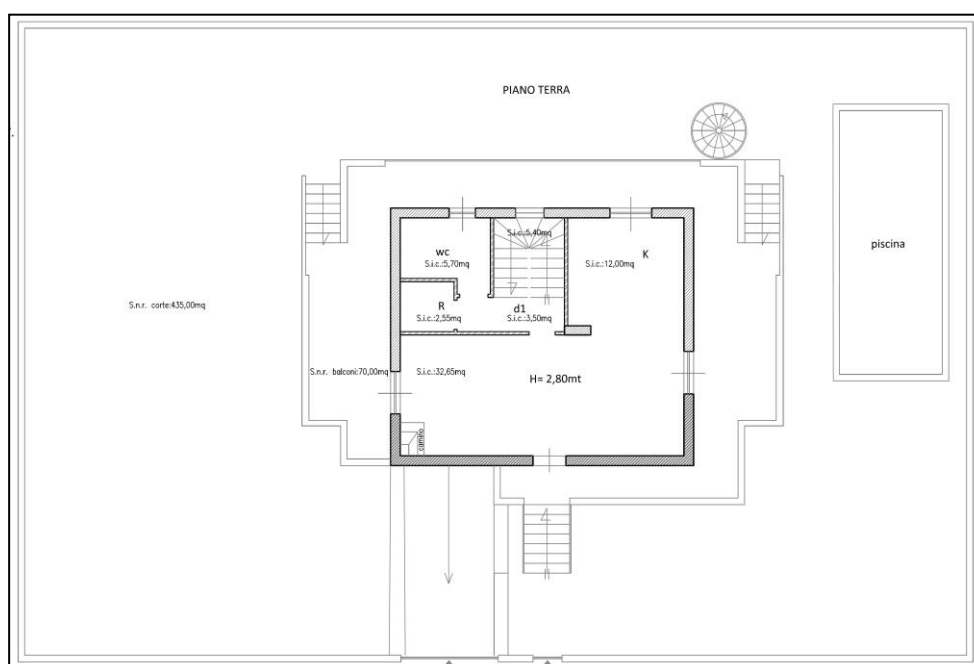 PIANO TERRA
piscina
S.i.c.:5,40mq
wc
S.i.c.:5,70mq
K
S.i.c.:12,00mq
S.n.r. corte:435,00mq
R
S.i.c.:2,55mq
d1
S.i.c.:3,50mq
S.n.r. balconi:70,00mq
S.i.c.:32,65mq
H= 2,80mt
camino